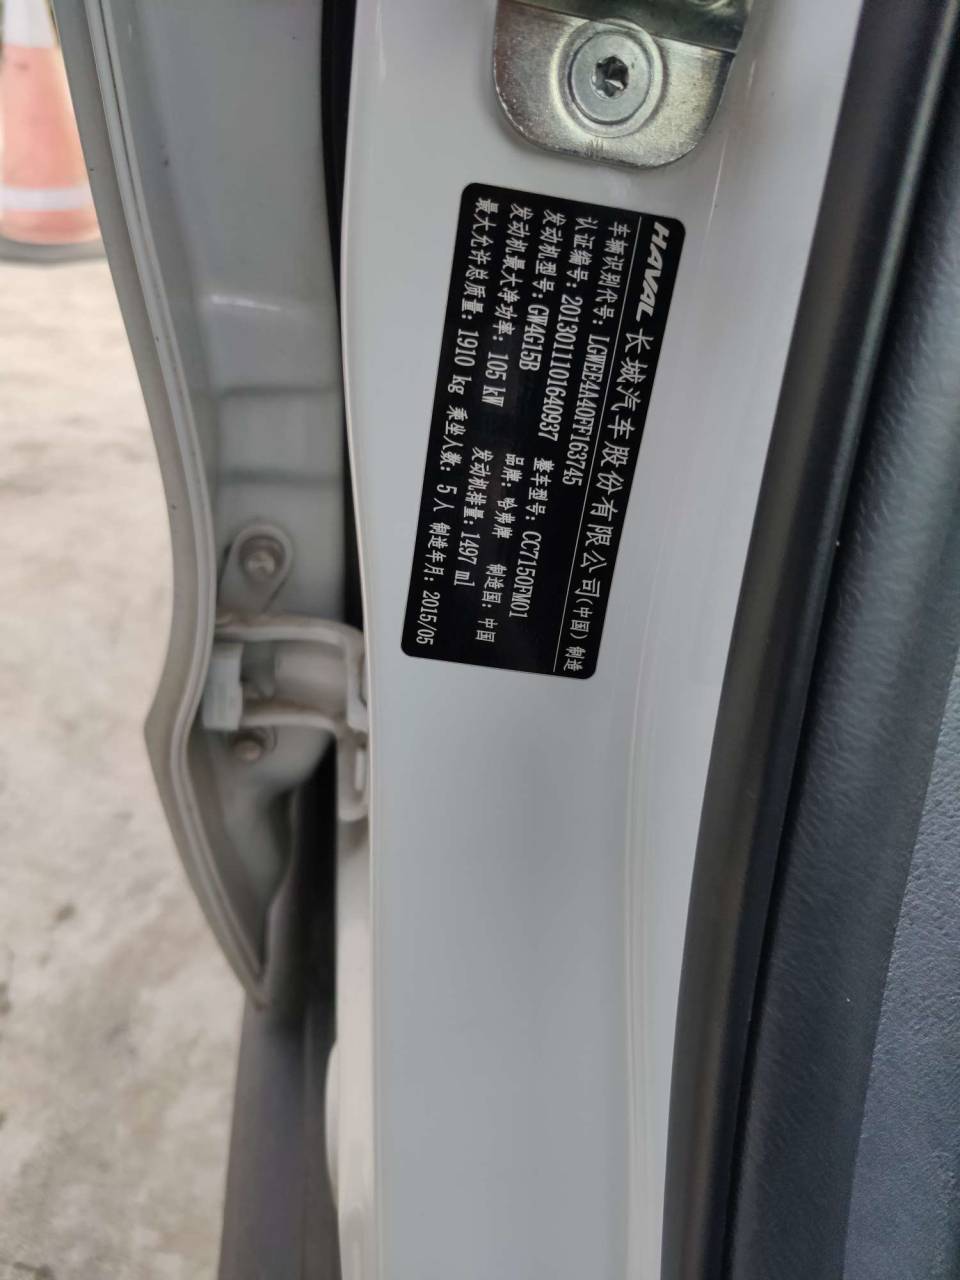 HAVAL 长城汽车股份有限公司(中国) 制造
车辆识别代号: LGWEE4A40FF163745
认证编号: 2013011101640937 整车型号: CC7150FM01
发动机型号: GW4G15B 品牌: 哈弗牌 制造国: 中国
发动机最大净功率: 105 kW 发动机排量: 1497 ml
最大允许总质量: 1910 kg 乘坐人数: 5 人 制造年月: 2015/05